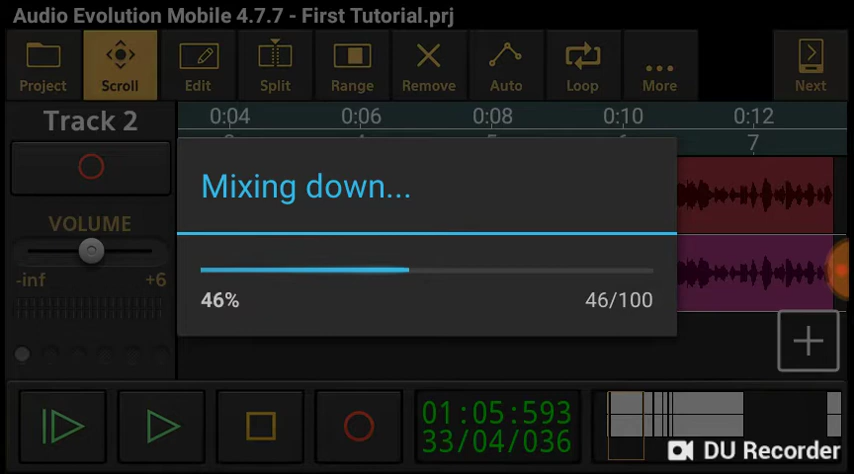 Audio Evolution Mobile 4.7.7 - First Tutorial.prj
Project Scroll Edit Split Range Remove Auto Loop More Next
Track 2
0:04 0:06 0:08 0:10 0:12
7
Mixing down...
VOLUME
-inf +6
46% 46/100
01:05:593
33/04/036
DU Recorder